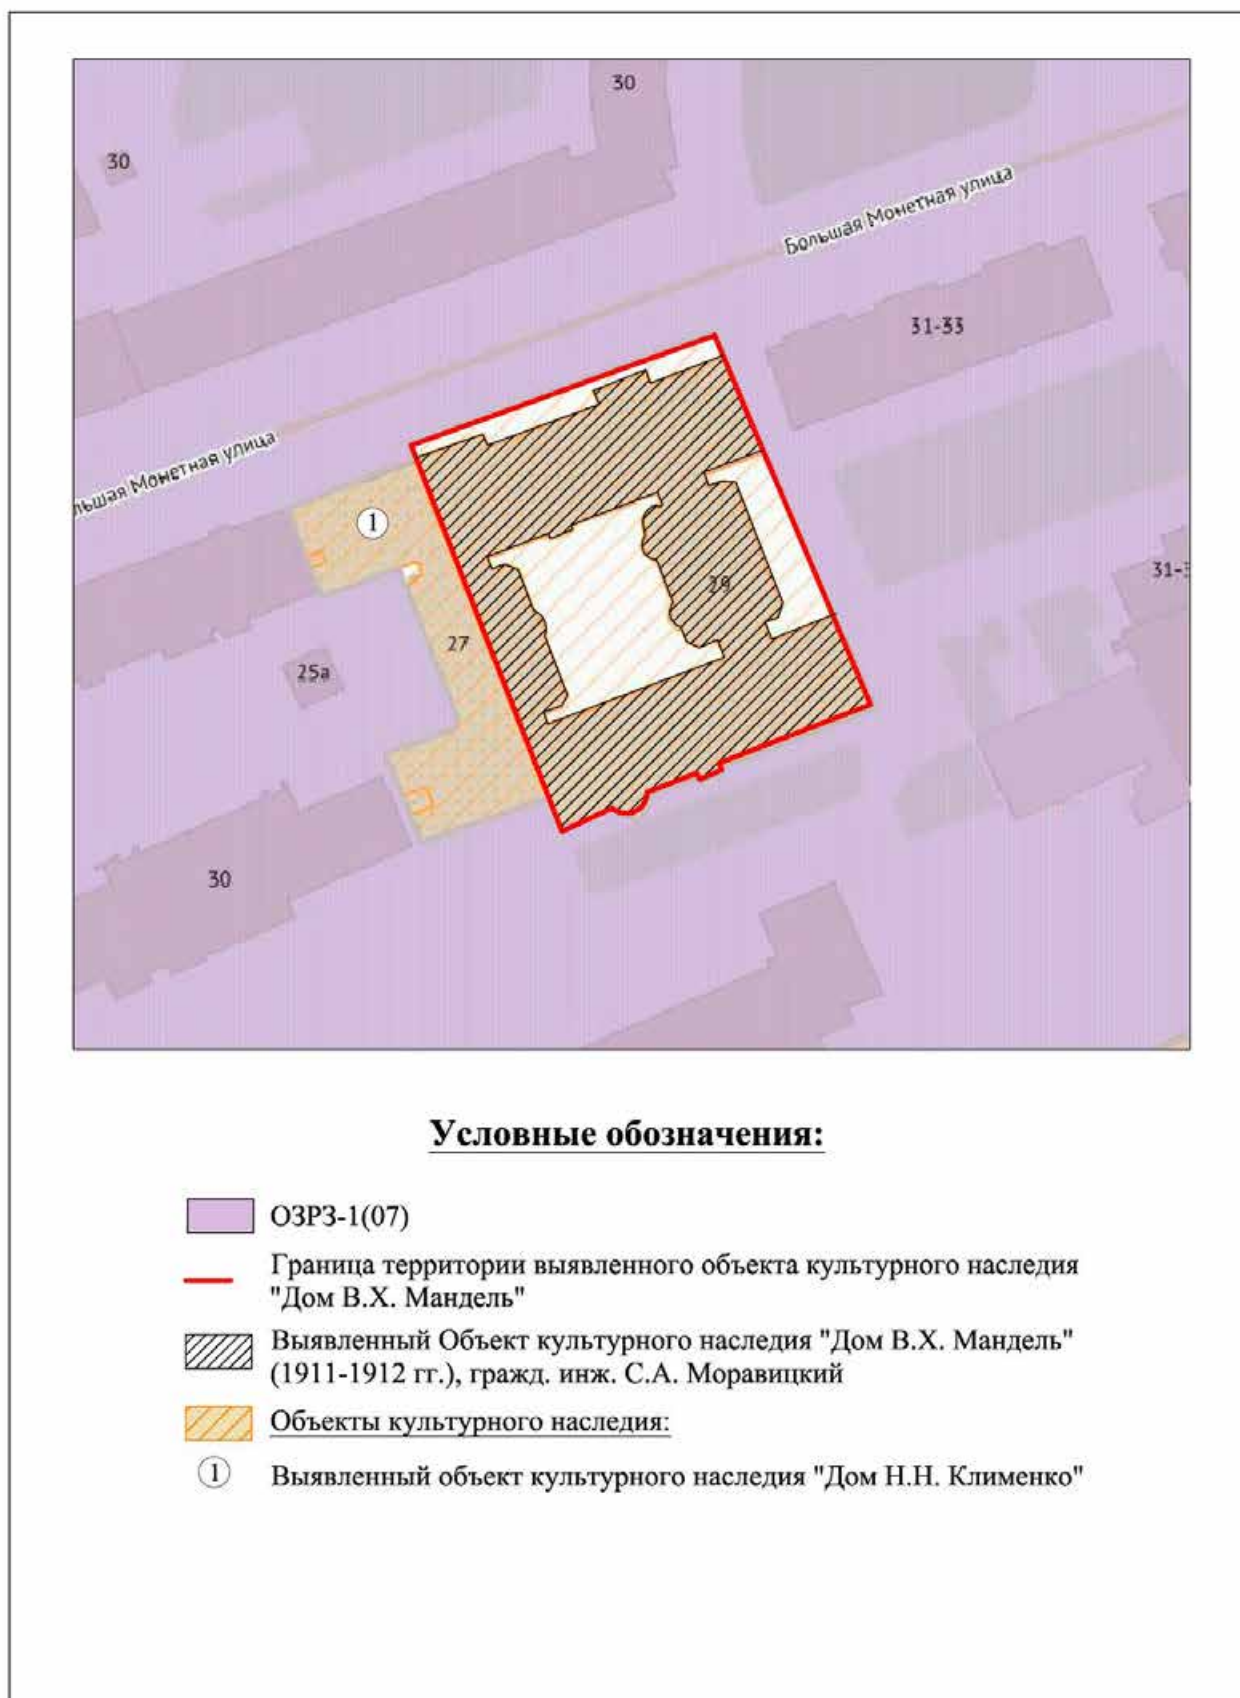 30
30
Большая Монетная улица
31-33
льшая Монетная улица
1
29
31-3
27
25а
30
Условные обозначения:
ОЗРЗ-1(07)
Граница территории выявленного объекта культурного наследия
"Дом В.Х. Мандель"
Выявленный Объект культурного наследия "Дом В.Х. Мандель"
(1911-1912 гг.), гражд. инж. С.А. Моравицкий
Объекты культурного наследия:
1 Выявленный объект культурного наследия "Дом Н.Н. Клименко"